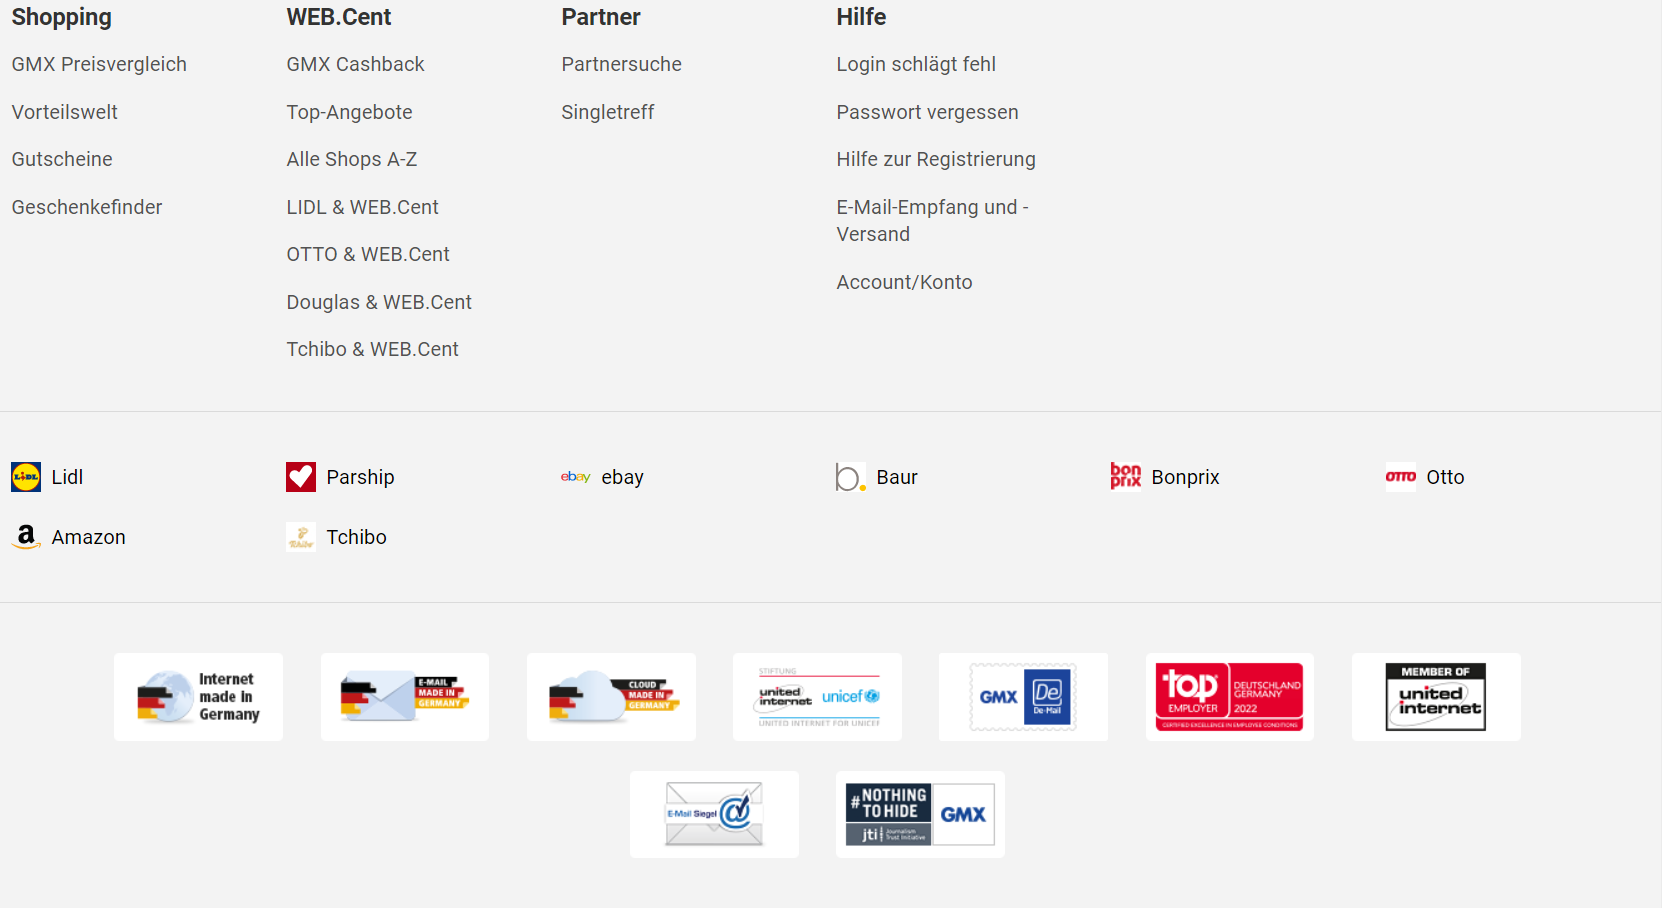 Shopping
GMX Preisvergleich
Vorteilswelt
Gutscheine
Geschenkefinder
WEB.Cent
GMX Cashback
Top-Angebote
Alle Shops A-Z
LIDL & WEB.Cent
OTTO & WEB.Cent
Douglas & WEB.Cent
Tchibo & WEB.Cent
Partner
Partnersuche
Singletreff
Hilfe
Login schlägt fehl
Passwort vergessen
Hilfe zur Registrierung
E-Mail-Empfang und -
Versand
Account/Konto
LIDL Lidl
Parship
ebay ebay
b. Baur
bon
prix Bonprix
OTTO Otto
a Amazon
Tchibo Tchibo
Internet
made in
Germany
E-MAIL
MADE IN
GERMANY
CLOUD
MADE IN
GERMANY
STIFTUNG
united
internet
unicef
UNITED INTERNET FOR UNICEF
GMX
De
De-Mail
top
EMPLOYER
DEUTSCHLAND
GERMANY
2022
CERTIFIED EXCELLENCE IN EMPLOYEE CONDITIONS
MEMBER OF
united
internet
E-Mail Siegel @
#NOTHING
TO HIDE
jti Journalism
Trust Initiative
GMX